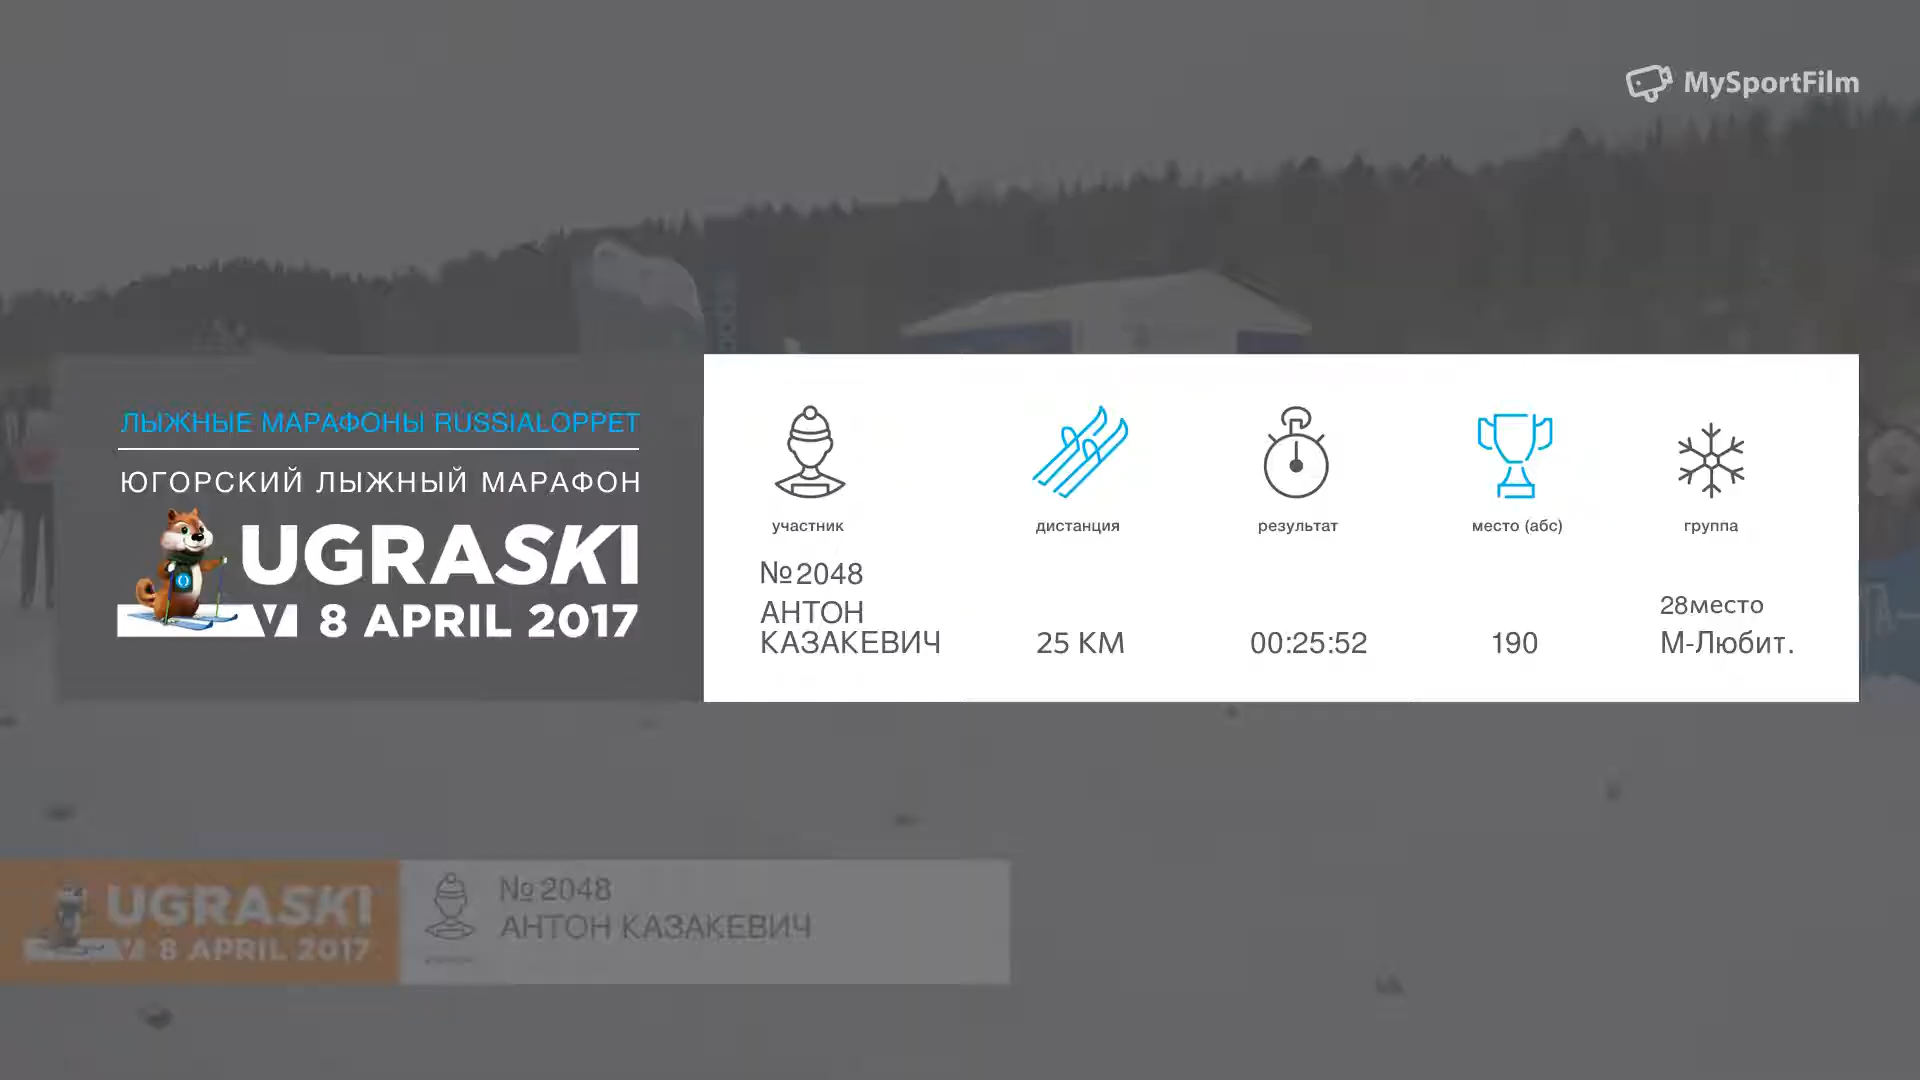 MySportFilm
ЛЫЖНЫЕ МАРАФОНЫ RUSSIALOPPET
ЮГОРСКИЙ ЛЫЖНЫЙ МАРАФОН
UGRASKI
V 8 APRIL 2017
участник
№2048
АНТОН
КАЗАКЕВИЧ
дистанция
25 KM
результат
00:25:52
место (абс)
190
группа
28место
М-Любит.
UGRASKI
V 8 APRIL 2017
№2048
АНТОН КАЗАКЕВИЧ